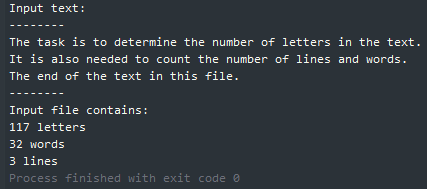 Input text:
--------
The task is to determine the number of letters in the text.
It is also needed to count the number of lines and words.
The end of the text in this file.
--------
Input file contains:
117 letters
32 words
3 lines
Process finished with exit code 0